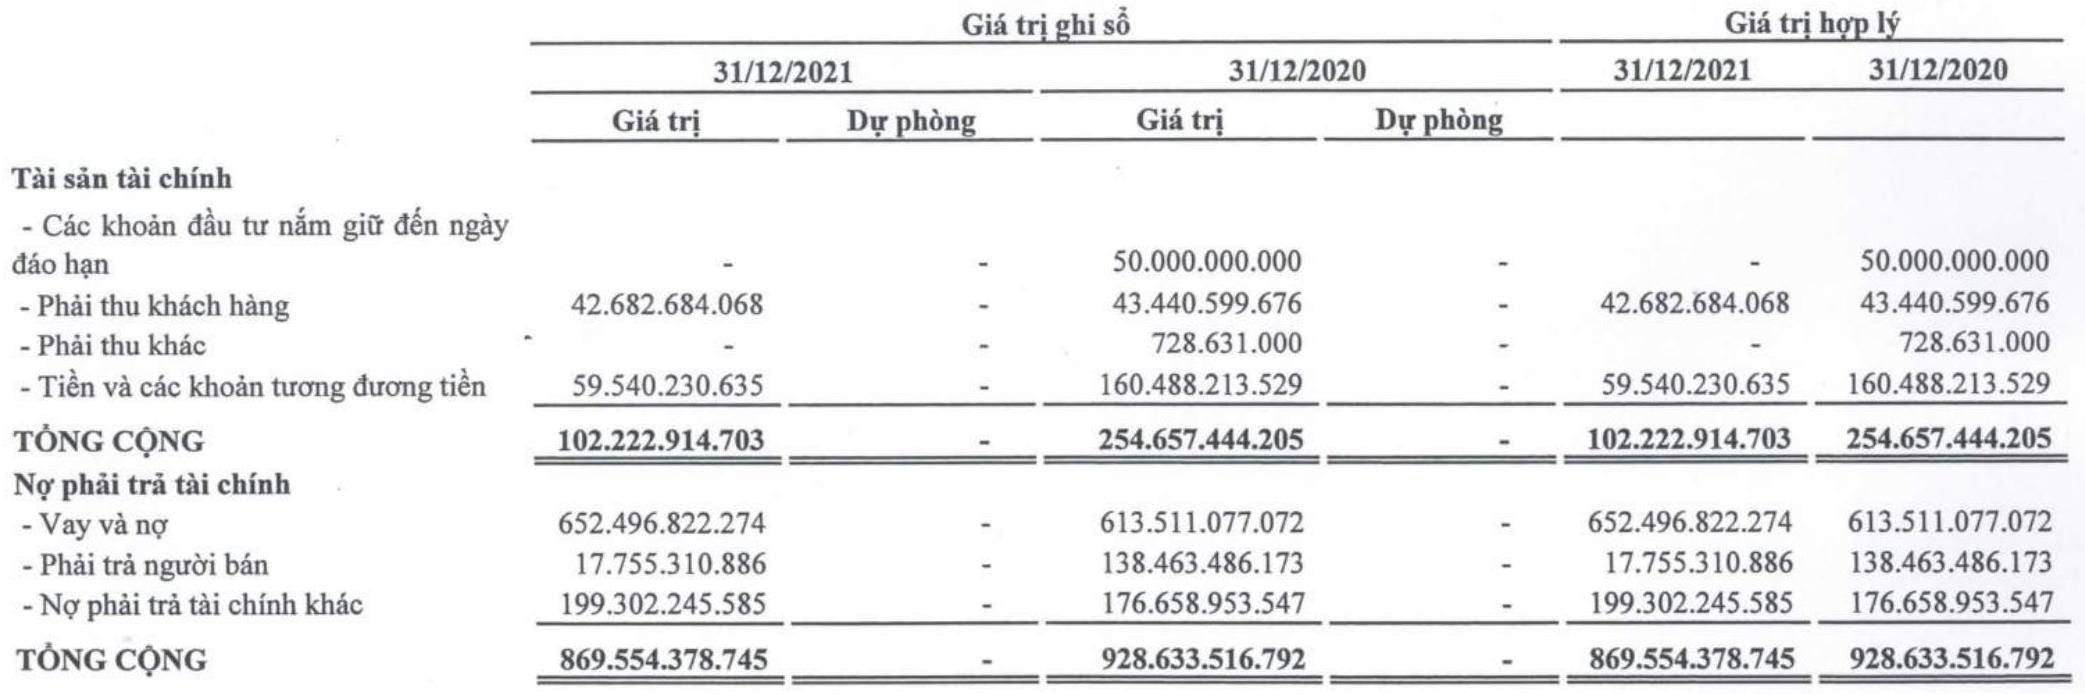 Giá trị ghi sổ Giá trị hợp lý
31/12/2021 31/12/2020 31/12/2021 31/12/2020
Giá trị Dự phòng Giá trị Dự phòng
Tài sản tài chính
- Các khoản đầu tư nắm giữ đến ngày
đáo hạn - - 50.000.000.000 - - 50.000.000.000
- Phải thu khách hàng 42.682.684.068 - 43.440.599.676 - 42.682.684.068 43.440.599.676
- Phải thu khác - - 728.631.000 - - 728.631.000
- Tiền và các khoản tương đương tiền 59.540.230.635 - 160.488.213.529 - 59.540.230.635 160.488.213.529
TỔNG CỘNG 102.222.914.703 - 254.657.444.205 - 102.222.914.703 254.657.444.205
Nợ phải trả tài chính
- Vay và nợ 652.496.822.274 - 613.511.077.072 - 652.496.822.274 613.511.077.072
- Phải trả người bán 17.755.310.886 - 138.463.486.173 - 17.755.310.886 138.463.486.173
- Nợ phải trả tài chính khác 199.302.245.585 - 176.658.953.547 - 199.302.245.585 176.658.953.547
TỔNG CỘNG 869.554.378.745 - 928.633.516.792 - 869.554.378.745 928.633.516.792